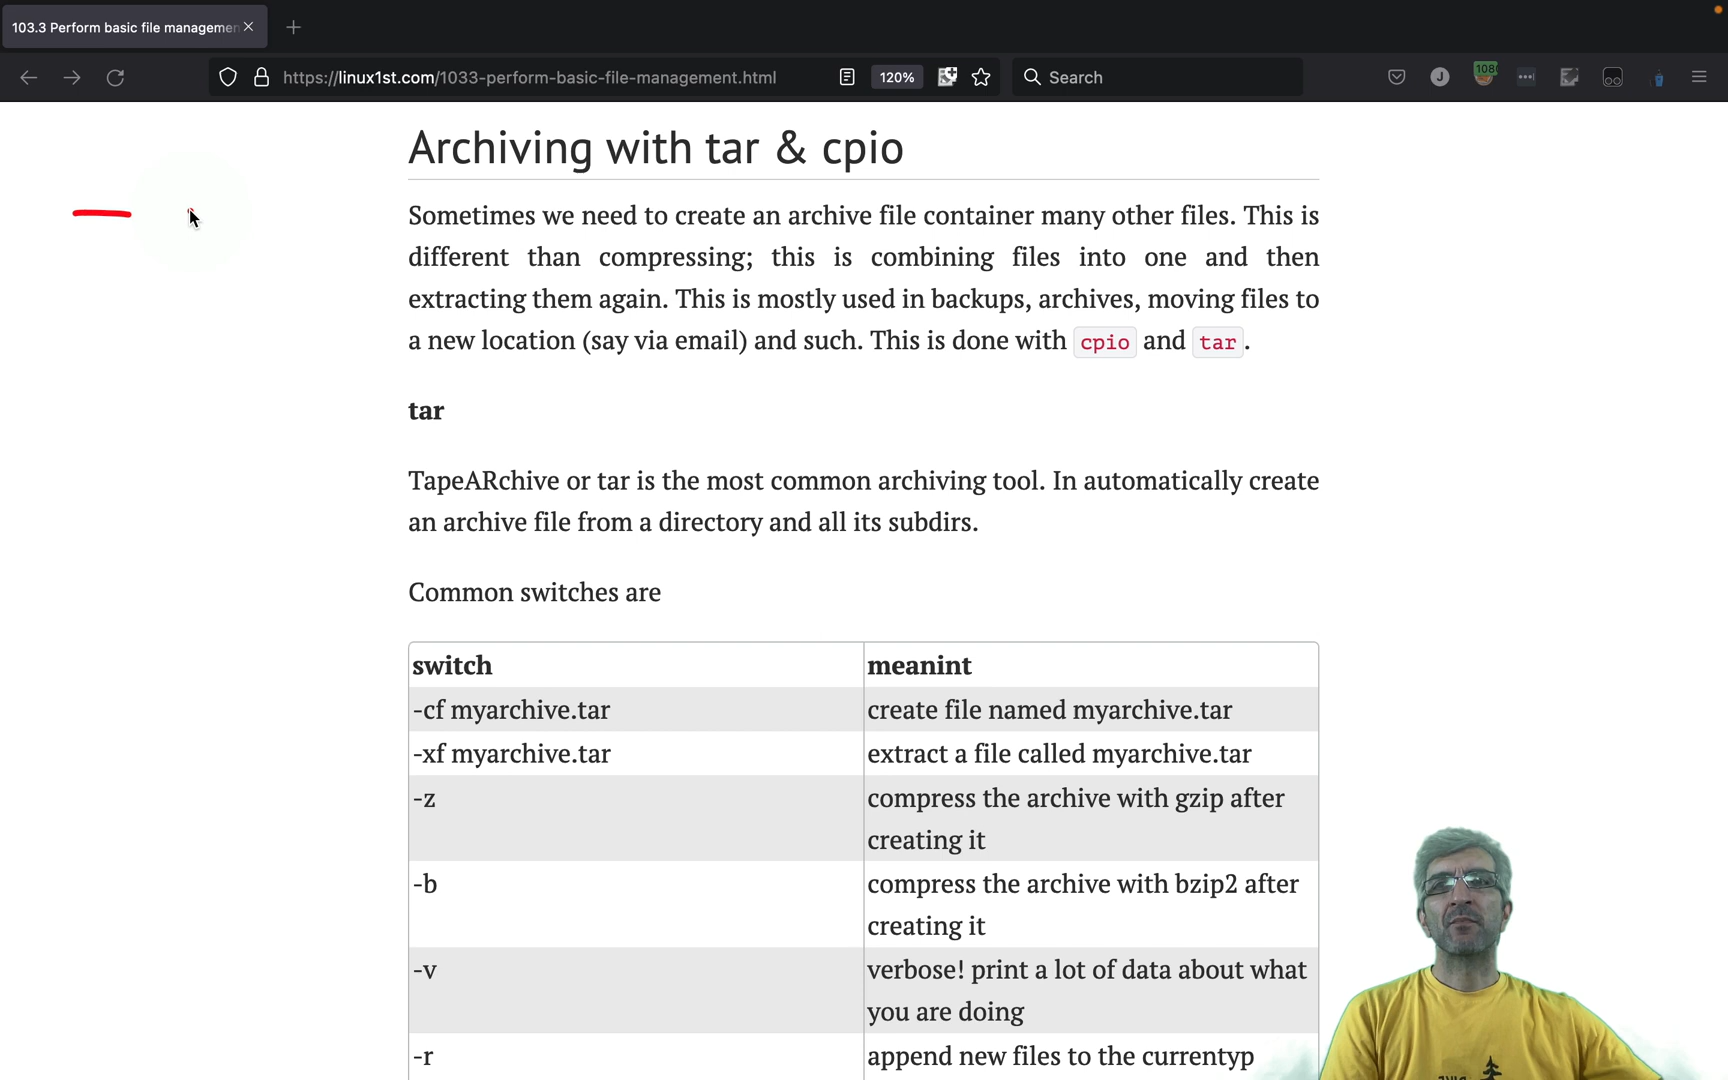 103.3 Perform basic file managemen
https://linux1st.com/1033-perform-basic-file-management.html
120%
Search
J
108
Archiving with tar & cpio
Sometimes we need to create an archive file container many other files. This is
different than compressing; this is combining files into one and then
extracting them again. This is mostly used in backups, archives, moving files to
a new location (say via email) and such. This is done with cpio and tar.
tar
TapeARchive or tar is the most common archiving tool. In automatically create
an archive file from a directory and all its subdirs.
Common switches are
switch meanint
-cf myarchive.tar create file named myarchive.tar
-xf myarchive.tar extract a file called myarchive.tar
-z compress the archive with gzip after
creating it
-b compress the archive with bzip2 after
creating it
-v verbose! print a lot of data about what
you are doing
-r append new files to the currentyp